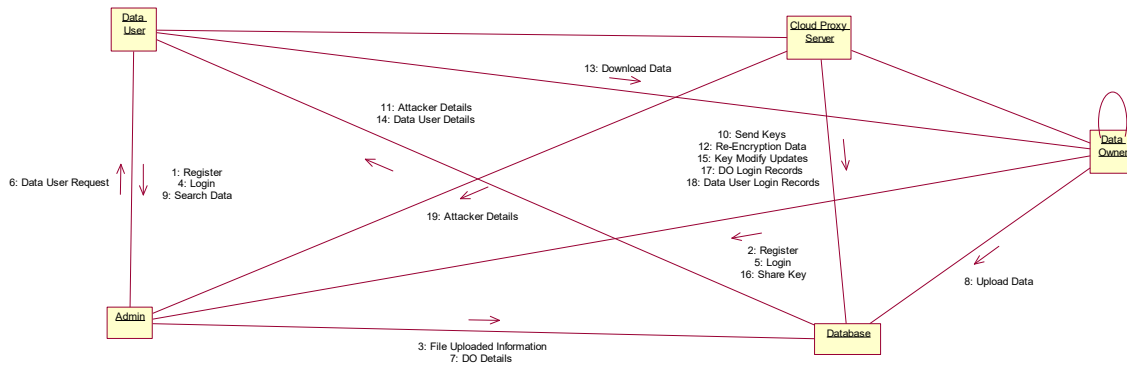 Data
User
Cloud Proxy
Server
13: Download Data
11: Attacker Details
14: Data User Details
10: Send Keys
12: Re-Encryption Data
15: Key Modify Updates
17: DO Login Records
18: Data User Login Records
Data
Owner
6: Data User Request
1: Register
4: Login
9: Search Data
19: Attacker Details
2: Register
5: Login
16: Share Key
8: Upload Data
Admin
Database
3: File Uploaded Information
7: DO Details